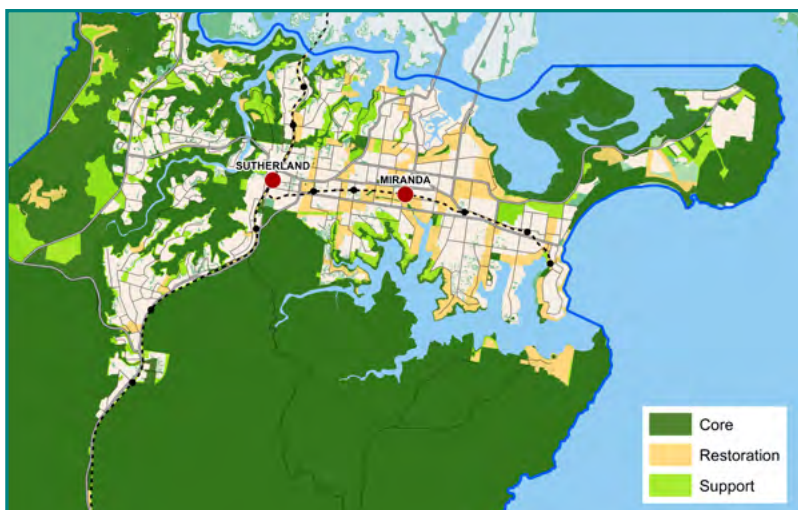 SUTHERLAND
MIRANDA
Core
Restoration
Support